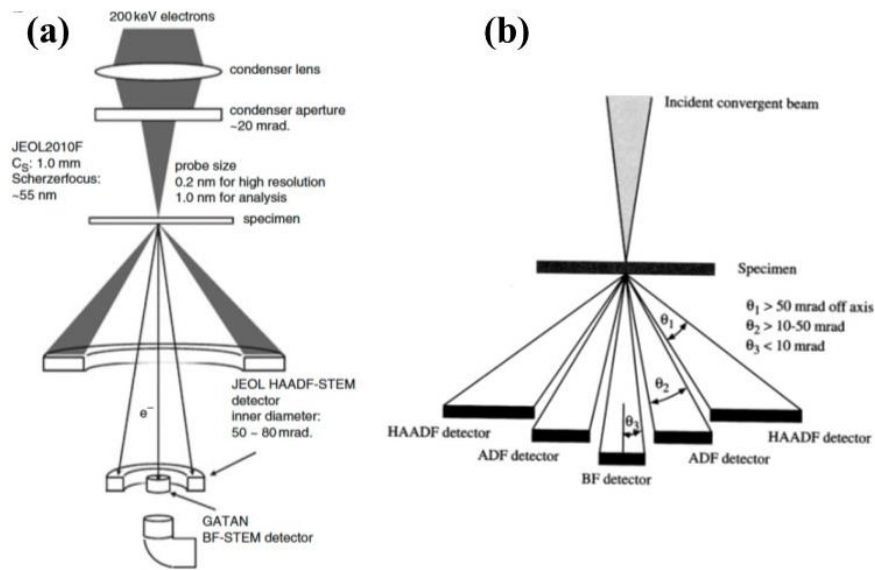 (a)
200 keV electrons
condenser lens
condenser aperture
~20 mrad.
JEOL2010F
CS: 1.0 mm
Scherzerfocus:
~55 nm
probe size
0.2 nm for high resolution
1.0 nm for analysis
specimen
JEOL HAADF-STEM
detector
inner diameter:
50 ~ 80 mrad.
e−
GATAN
BF-STEM detector
(b)
Incident convergent beam
Specimen
θ1 > 50 mrad off axis
θ2 > 10-50 mrad
θ3 < 10 mrad
θ1
θ2
θ3
HAADF detector
ADF detector
BF detector
ADF detector
HAADF detector